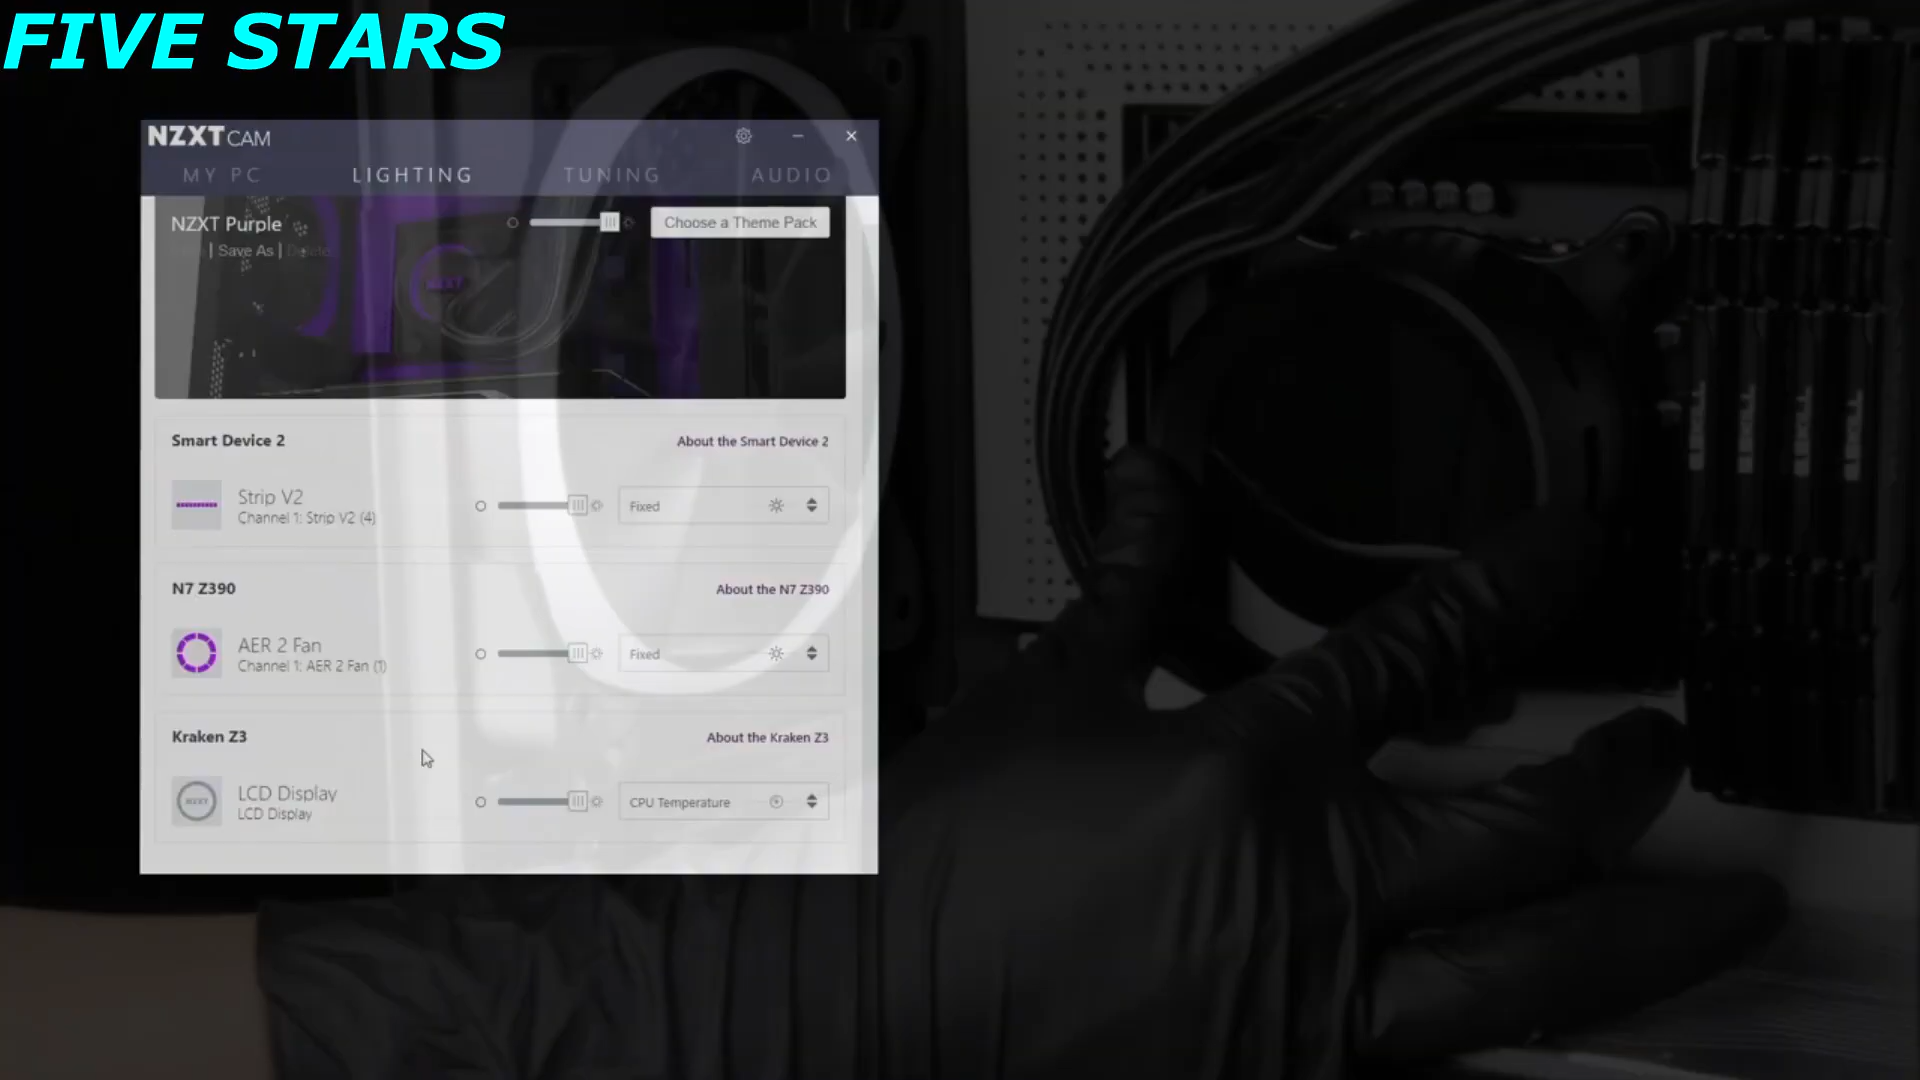 FIVE STARS
NZXT CAM
MY PC LIGHTING TUNING AUDIO
NZXT Purple
Choose a Theme Pack
| Save As | Delete
NZXT
Smart Device 2
About the Smart Device 2
Strip V2
Channel 1: Strip V2 (4)
Fixed
N7 Z390
About the N7 Z390
AER 2 Fan
Channel 1: AER 2 Fan (1)
Fixed
Kraken Z3
About the Kraken Z3
NZXT
LCD Display
LCD Display
CPU Temperature